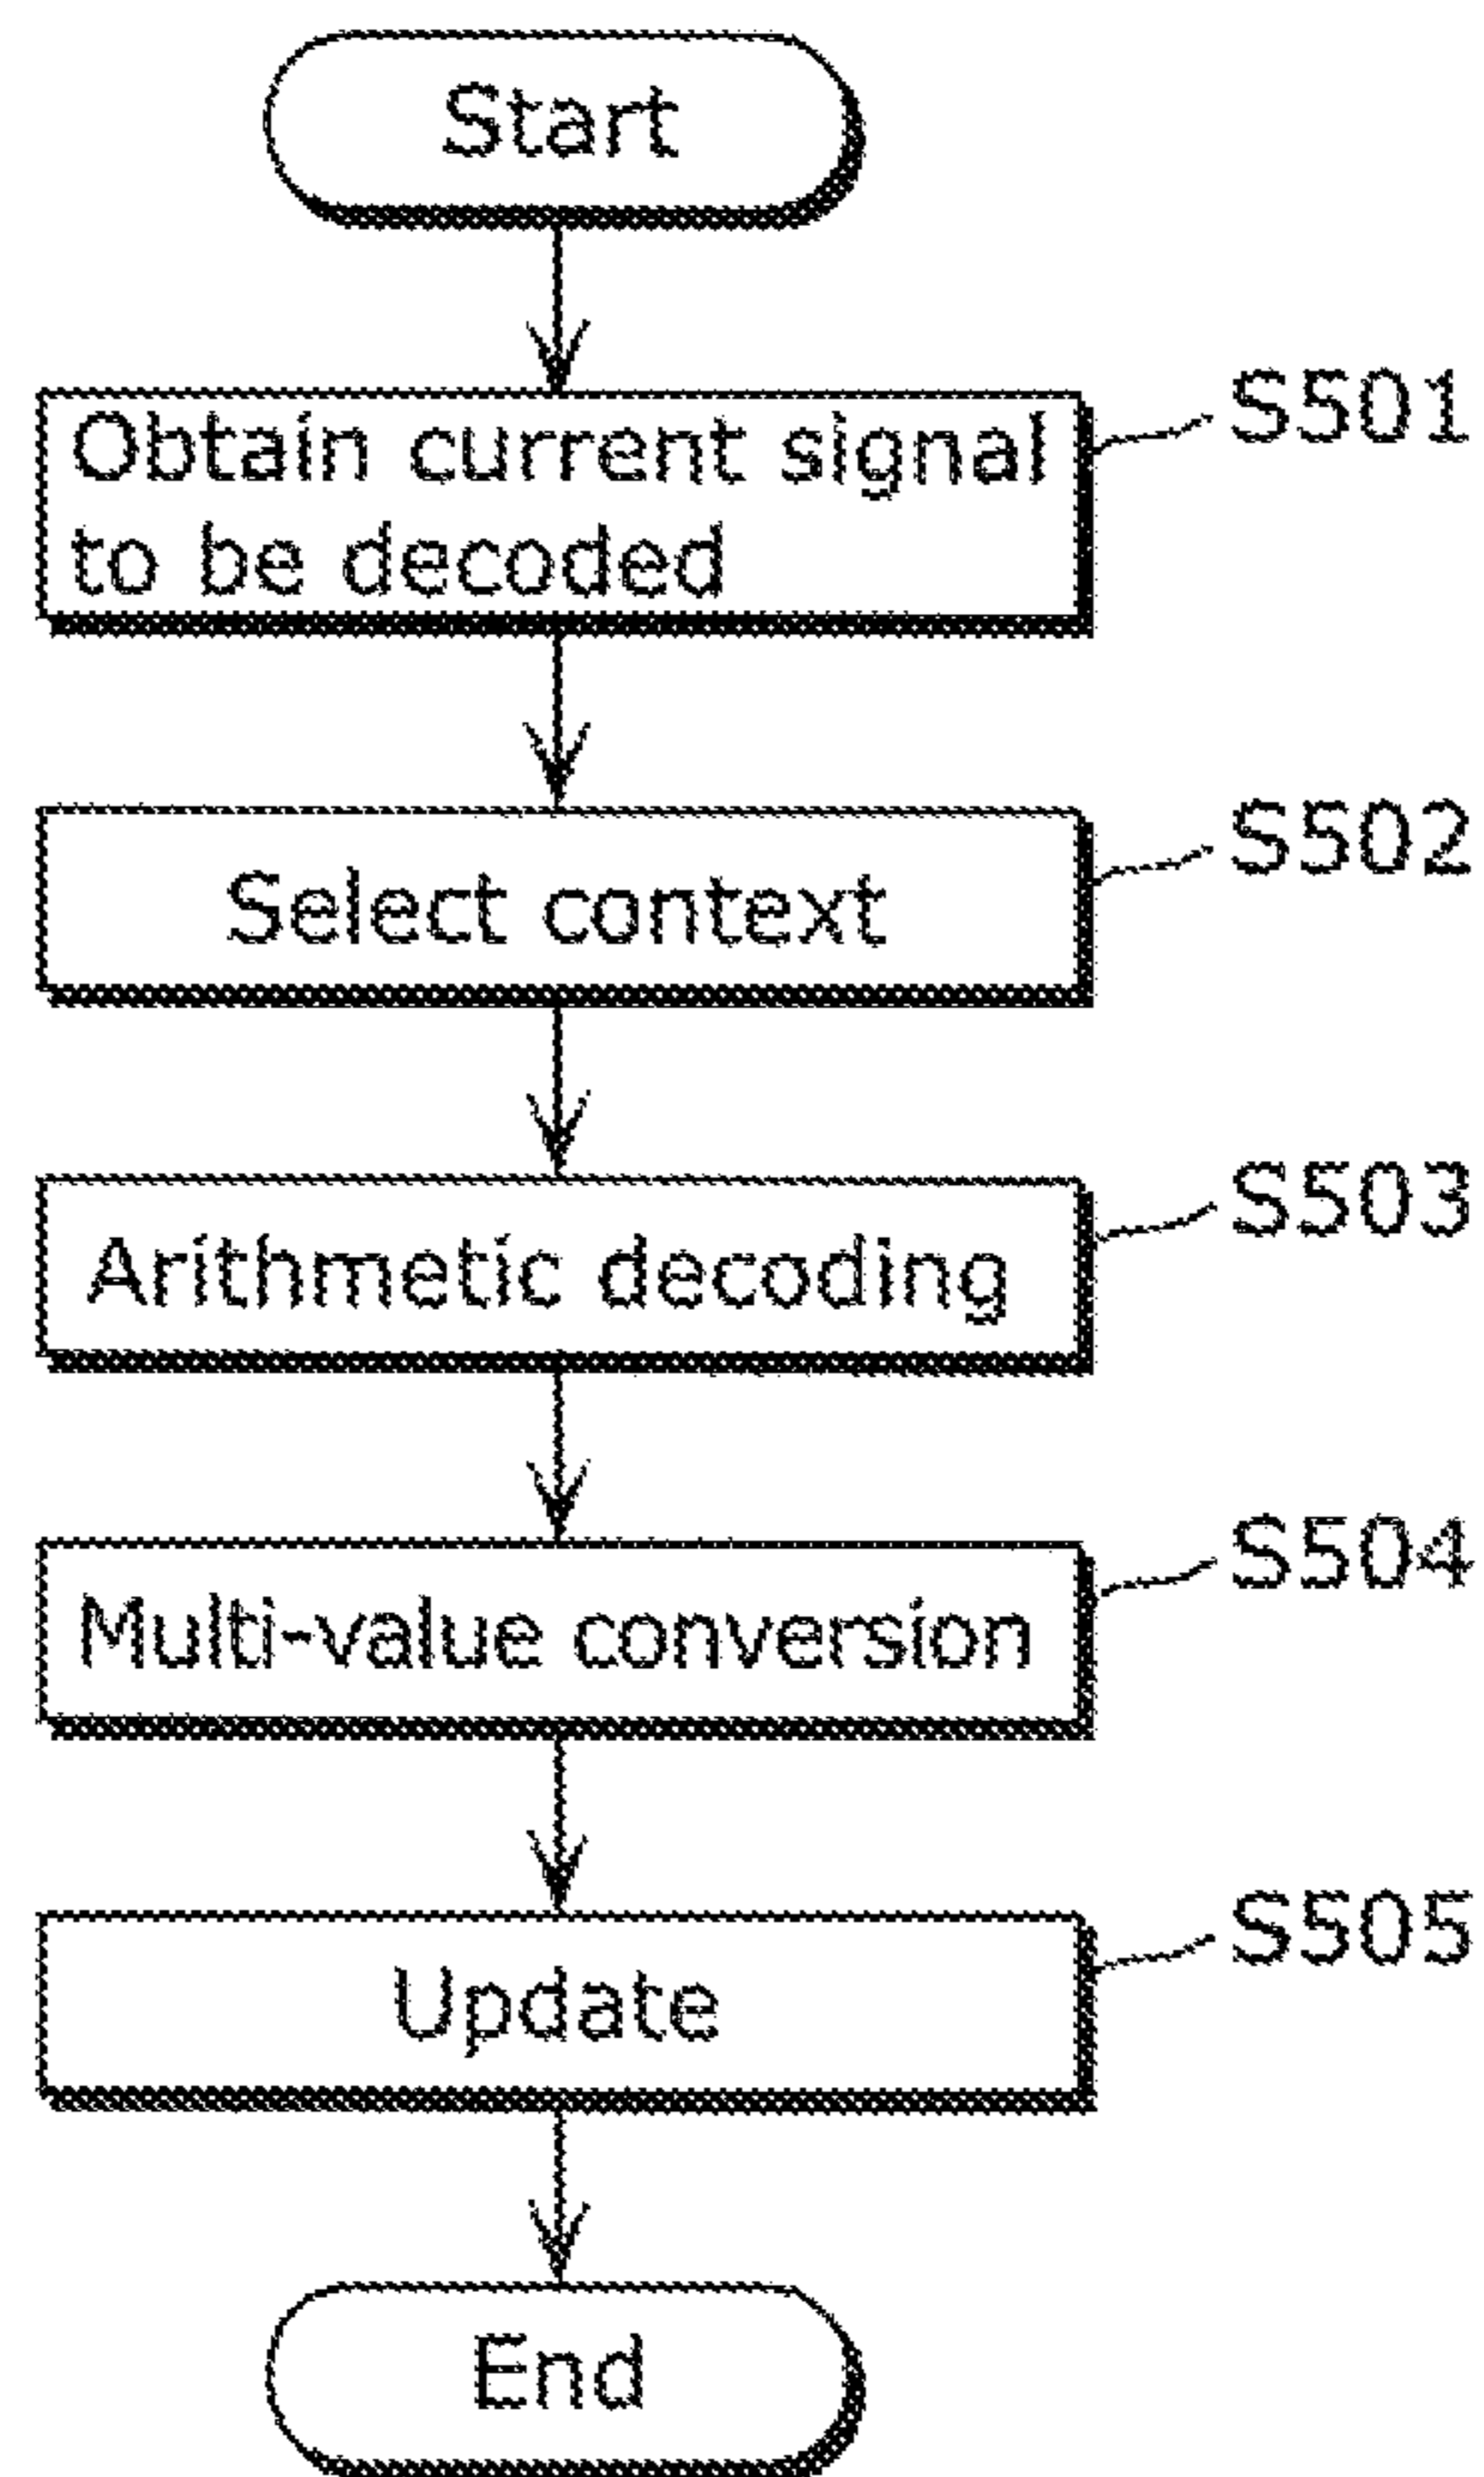 Start
Obtain current signal
to be decoded
S501
Select context
S502
Arithmetic decoding
S503
Multi-value conversion
S504
Update
S505
End